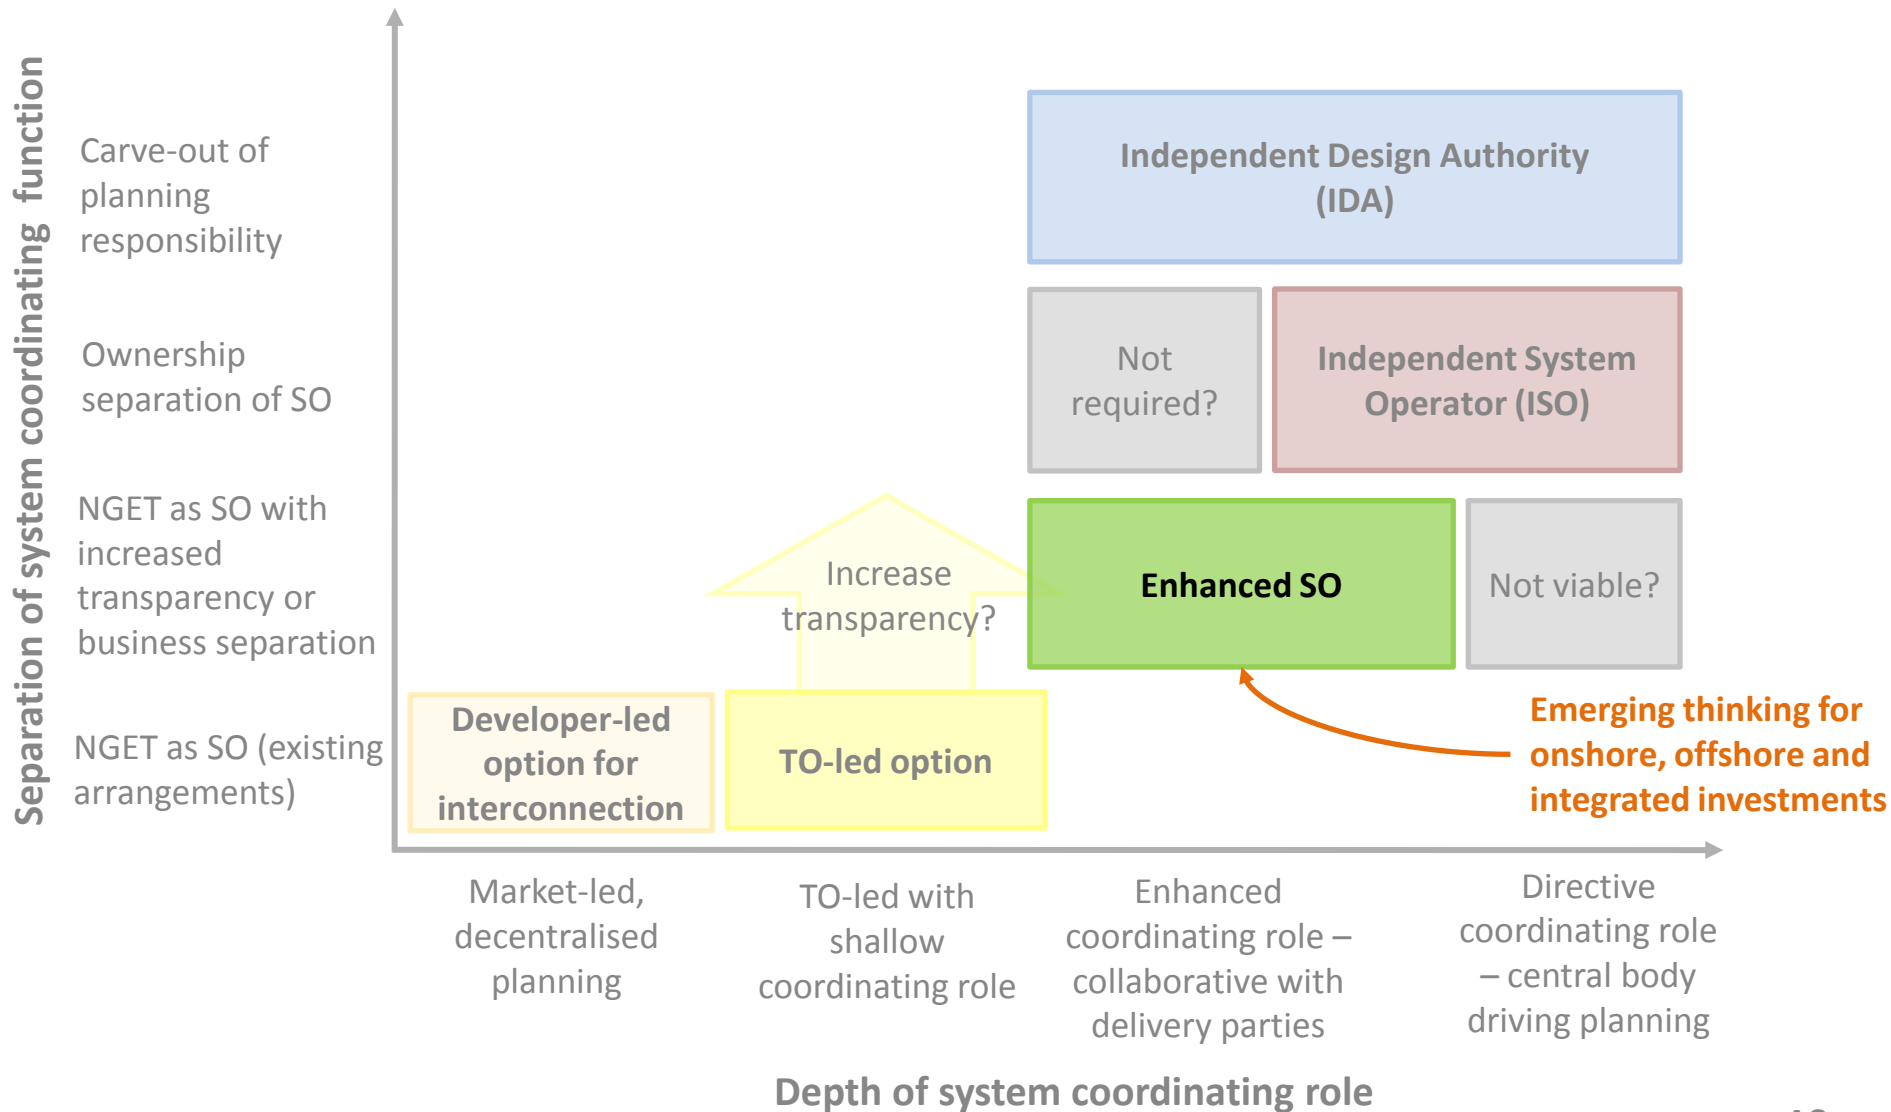 Separation of system coordinating function
Carve-out of
planning
responsibility
Ownership
separation of SO
NGET as SO with
increased
transparency or
business separation
NGET as SO (existing
arrangements)
Independent Design Authority
(IDA)
Not
required?
Independent System
Operator (ISO)
Increase
transparency?
Enhanced SO
Not viable?
Developer-led
option for
interconnection
TO-led option
Emerging thinking for
onshore, offshore and
integrated investments
Market-led,
decentralised
planning
TO-led with
shallow
coordinating role
Enhanced
coordinating role –
collaborative with
delivery parties
Directive
coordinating role
– central body
driving planning
Depth of system coordinating role